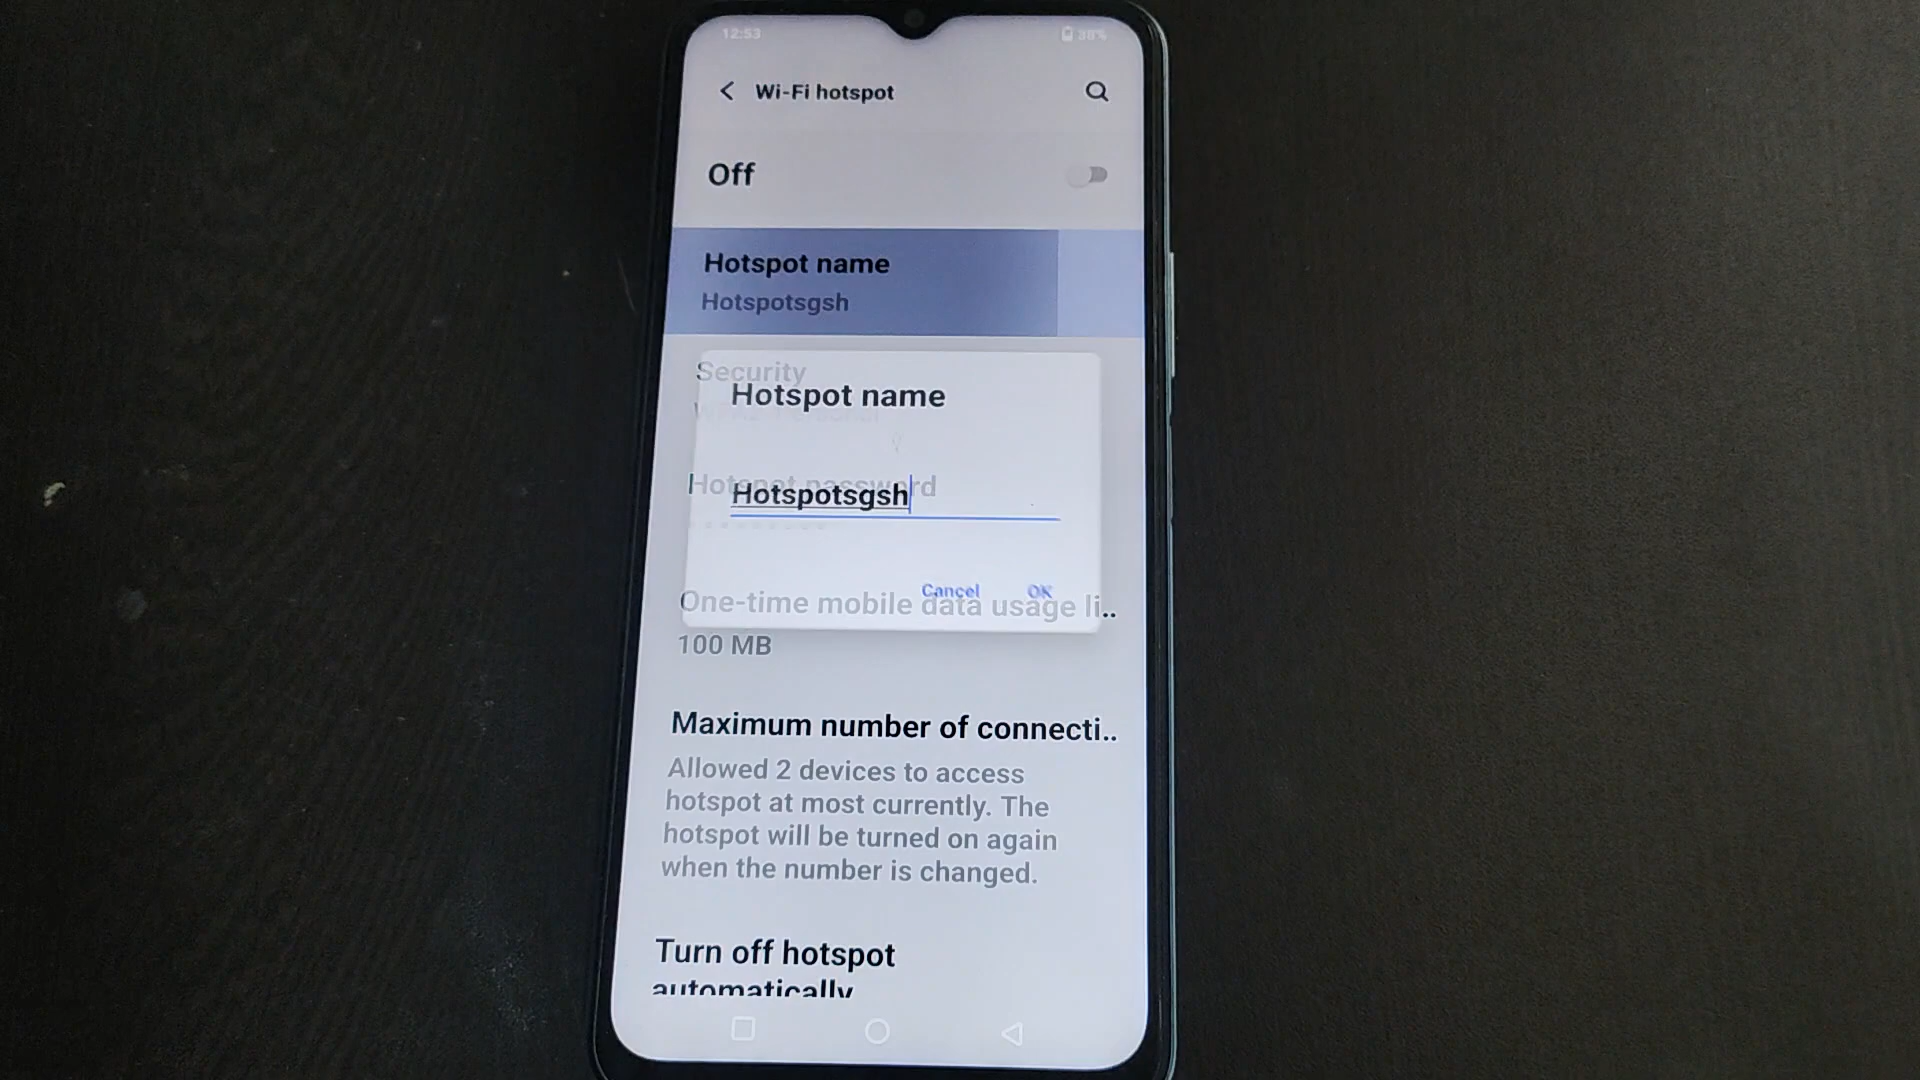 12:53
38%
Wi-Fi hotspot
Off
Hotspot name
Hotspotsgsh
Security
Hotspot name
Hotspot password
Hotspotsgsh
Cancel OK
One-time mobile data usage li..
100 MB
Maximum number of connecti..
Allowed 2 devices to access
hotspot at most currently. The
hotspot will be turned on again
when the number is changed.
Turn off hotspot
automatically